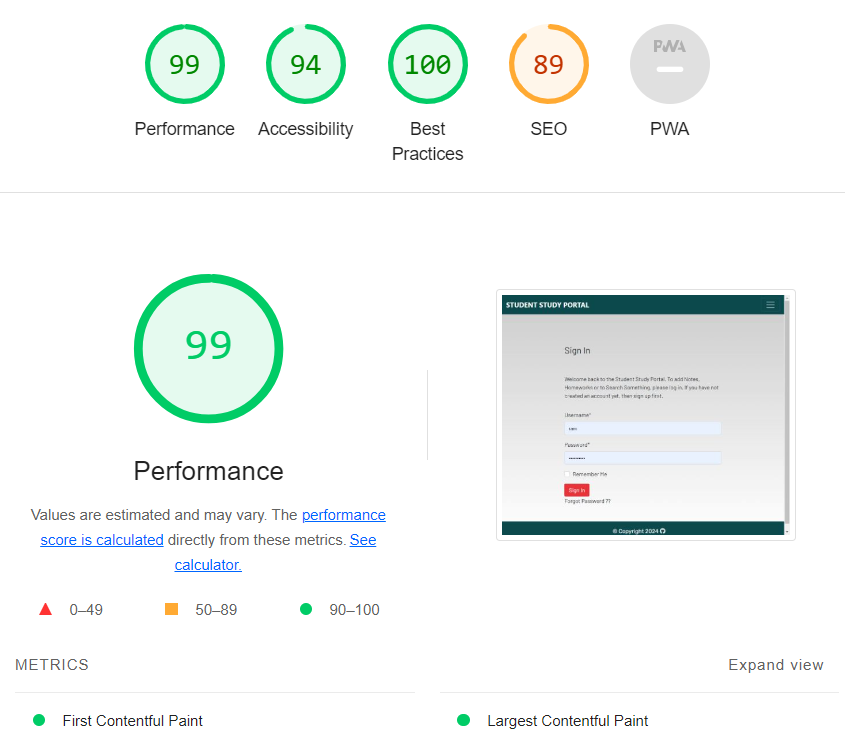 99
94
100
89
PWA
Performance
Accessibility
Best
Practices
SEO
PWA
99
Performance
Values are estimated and may vary. The performance
score is calculated directly from these metrics. See
calculator.
0–49
50–89
90–100
STUDENT STUDY PORTAL
Sign In
Welcome back to the Student Study Portal. To add Notes,
Homeworks or to Search Something, please log in. If you have not
created an account yet, then sign up first.
Username*
Password*
Remember Me
Sign In
Forgot Password ??
© Copyright 2024
METRICS
Expand view
First Contentful Paint
Largest Contentful Paint